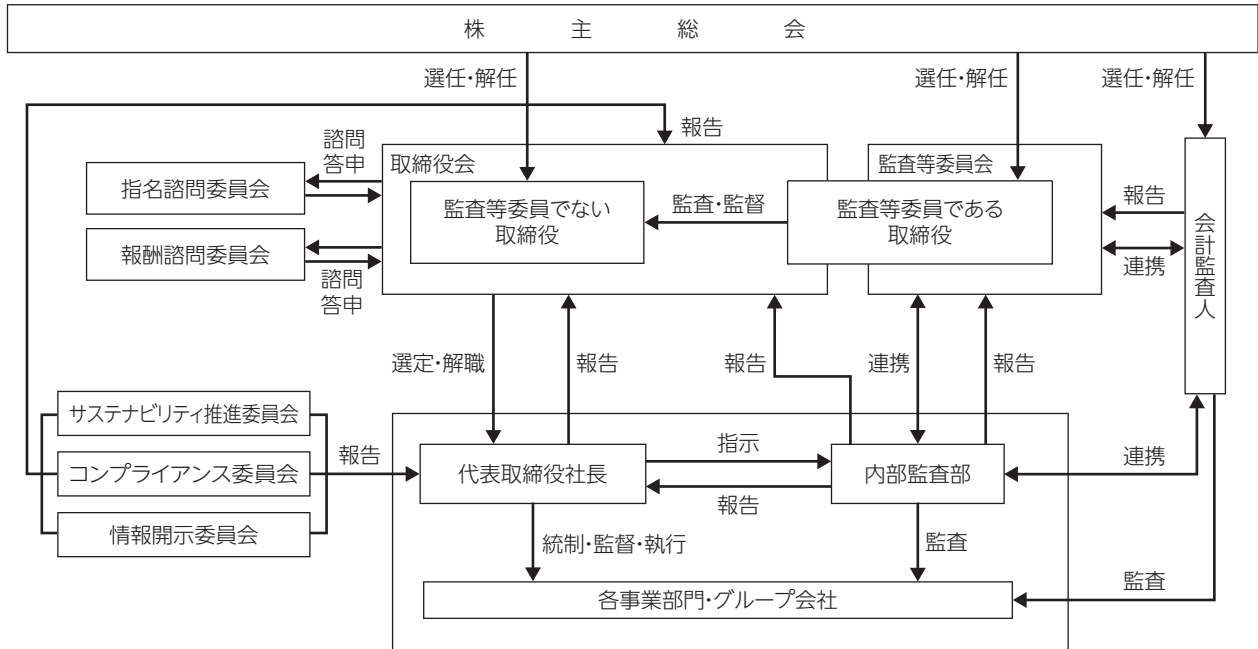 株主総会
選任・解任
選任・解任
選任・解任
報告
諮問
答申
取締役会
監査等委員会
指名諮問委員会
監査等委員でない
取締役
監査・監督
監査等委員である
取締役
報告
会計監査人
報酬諮問委員会
連携
諮問
答申
選定・解職
報告
報告
連携
報告
サステナビリティ推進委員会
コンプライアンス委員会
情報開示委員会
報告
代表取締役社長
指示
報告
内部監査部
連携
統制・監督・執行
監査
各事業部門・グループ会社
監査